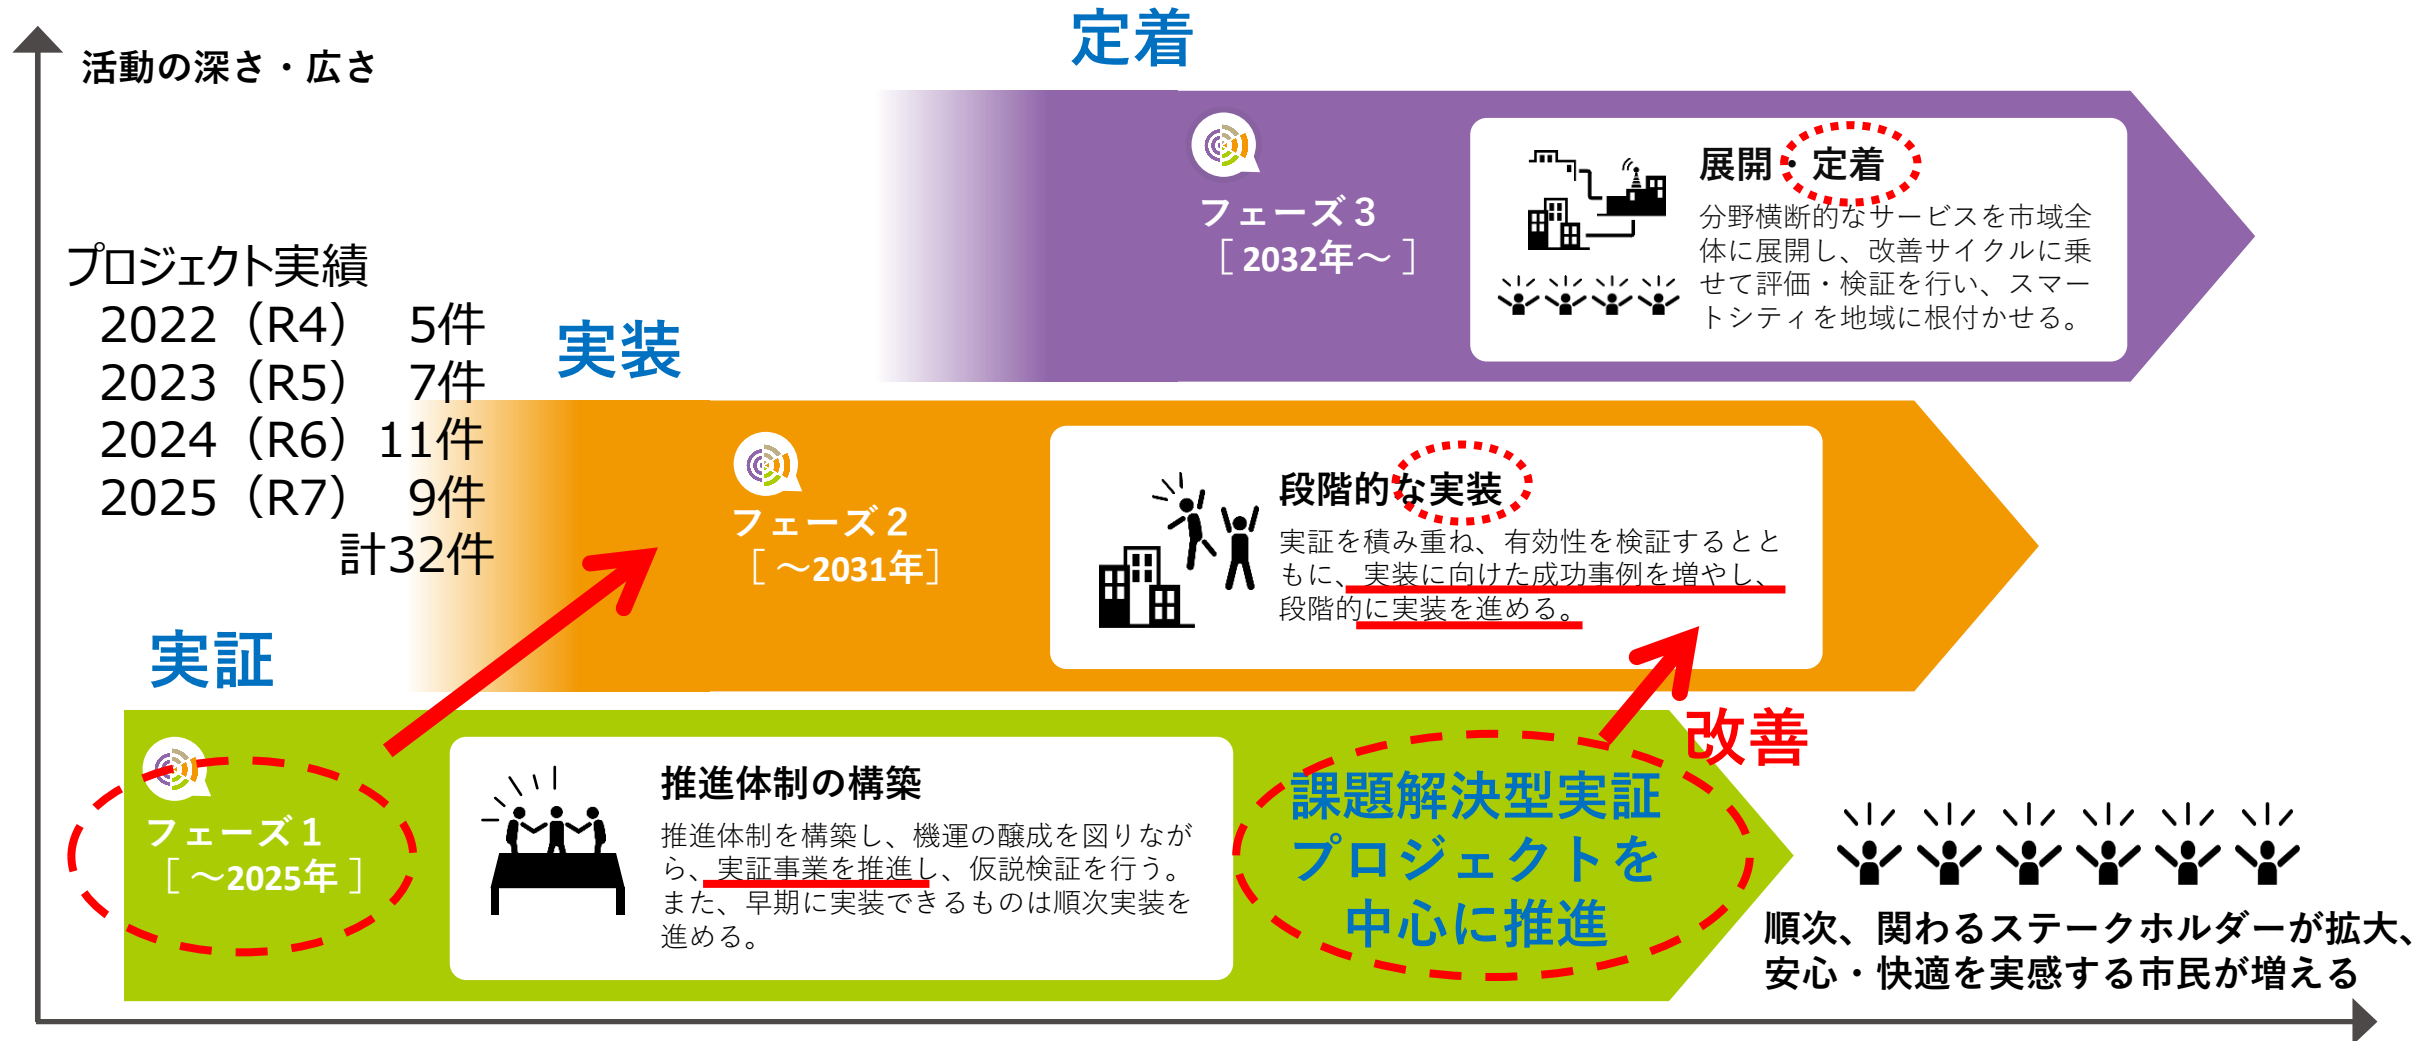 活動の深さ・広さ
定着
フェーズ３
［ 2032年～ ］
展開・定着
分野横断的なサービスを市域全
体に展開し、改善サイクルに乗
せて評価・検証を行い、スマー
トシティを地域に根付かせる。
プロジェクト実績
2022（R4） 5件
2023（R5） 7件
2024（R6）11件
2025（R7） 9件
計32件
実装
フェーズ２
［ ～2031年］
段階的な実装
実証を積み重ね、有効性を検証するとと
もに、実装に向けた成功事例を増やし、
段階的に実装を進める。
実証
フェーズ１
［ ～2025年 ］
推進体制の構築
推進体制を構築し、機運の醸成を図りなが
ら、実証事業を推進し、仮説検証を行う。
また、早期に実装できるものは順次実装を
進める。
課題解決型実証
プロジェクトを
中心に推進
改善
順次、関わるステークホルダーが拡大、
安心・快適を実感する市民が増える